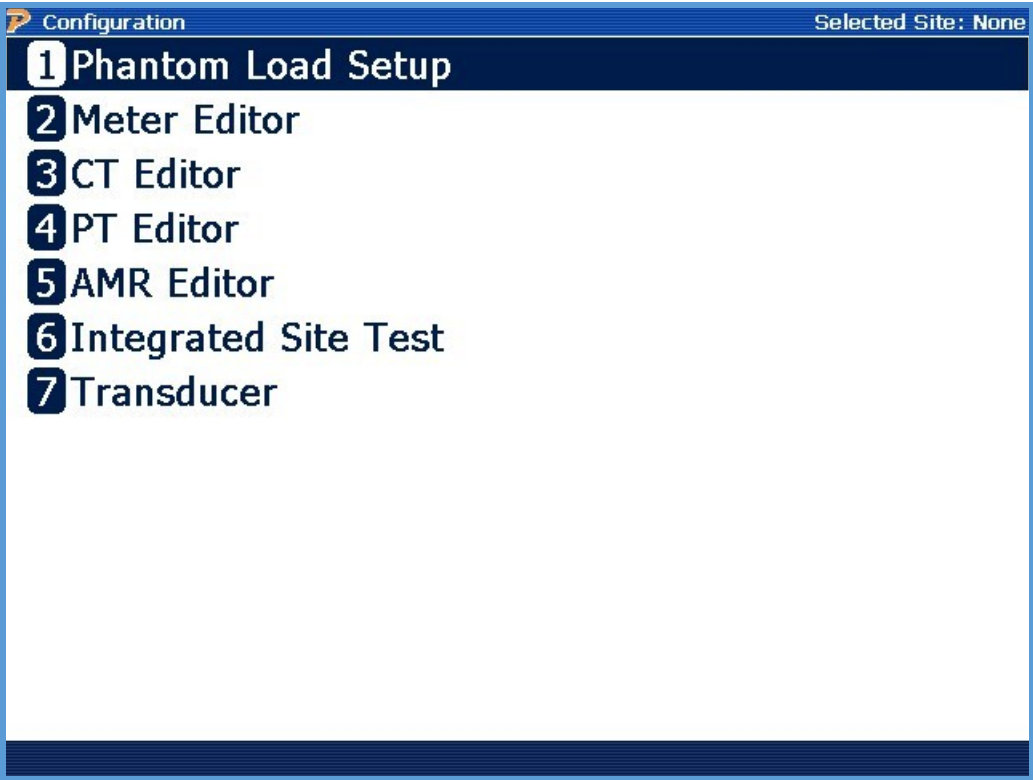 Configuration Selected Site: None
1 Phantom Load Setup
2 Meter Editor
3 CT Editor
4 PT Editor
5 AMR Editor
6 Integrated Site Test
7 Transducer